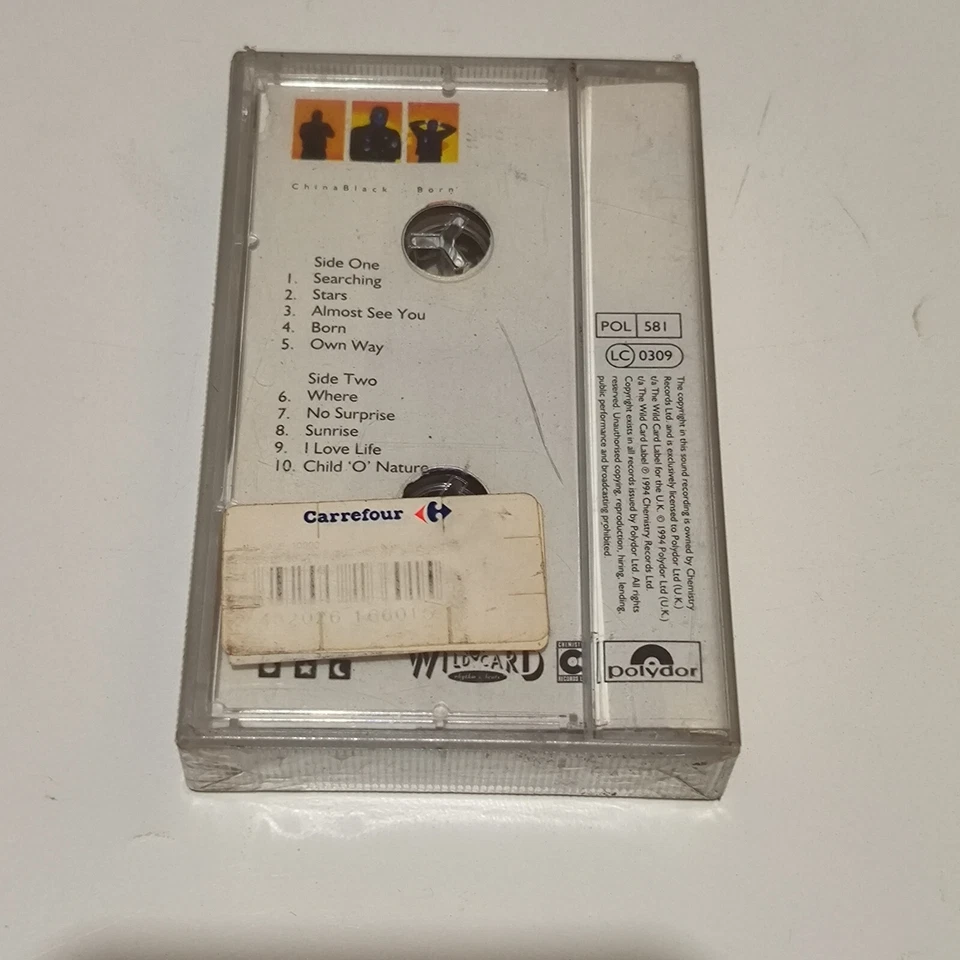 ChinaBlack Born
Side One
1. Searching
2. Stars
3. Almost See You
4. Born
5. Own Way
Side Two
6. Where
7. No Surprise
8. Sunrise
9. I Love Life
10. Child 'O' Nature
Carrefour
WILD CARD
POL 581
LC 0309
The copyright in this sound recording is owned by Chemistry
Records Ltd. and is exclusively licensed to Polydor Ltd (U.K.)
t/a The Wild Card Label for the U.K. © 1994 Polydor Ltd (U.K.)
t/a The Wild Card Label ℗ 1994 Chemistry Records Ltd.
Copyright exists in all records issued by Polydor Ltd. All rights
reserved. Unauthorised copying, reproduction, hiring, lending,
public performance and broadcasting prohibited.
polydor